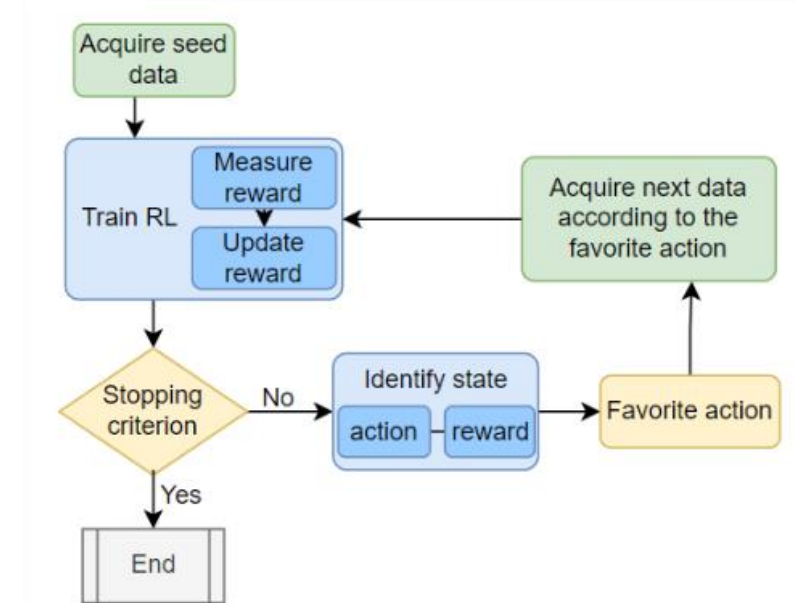 Acquire seed
data
Measure
reward
Train RL
Update
reward
Acquire next data
according to the
favorite action
Stopping
criterion
No
Identify state
action
reward
Favorite action
Yes
End